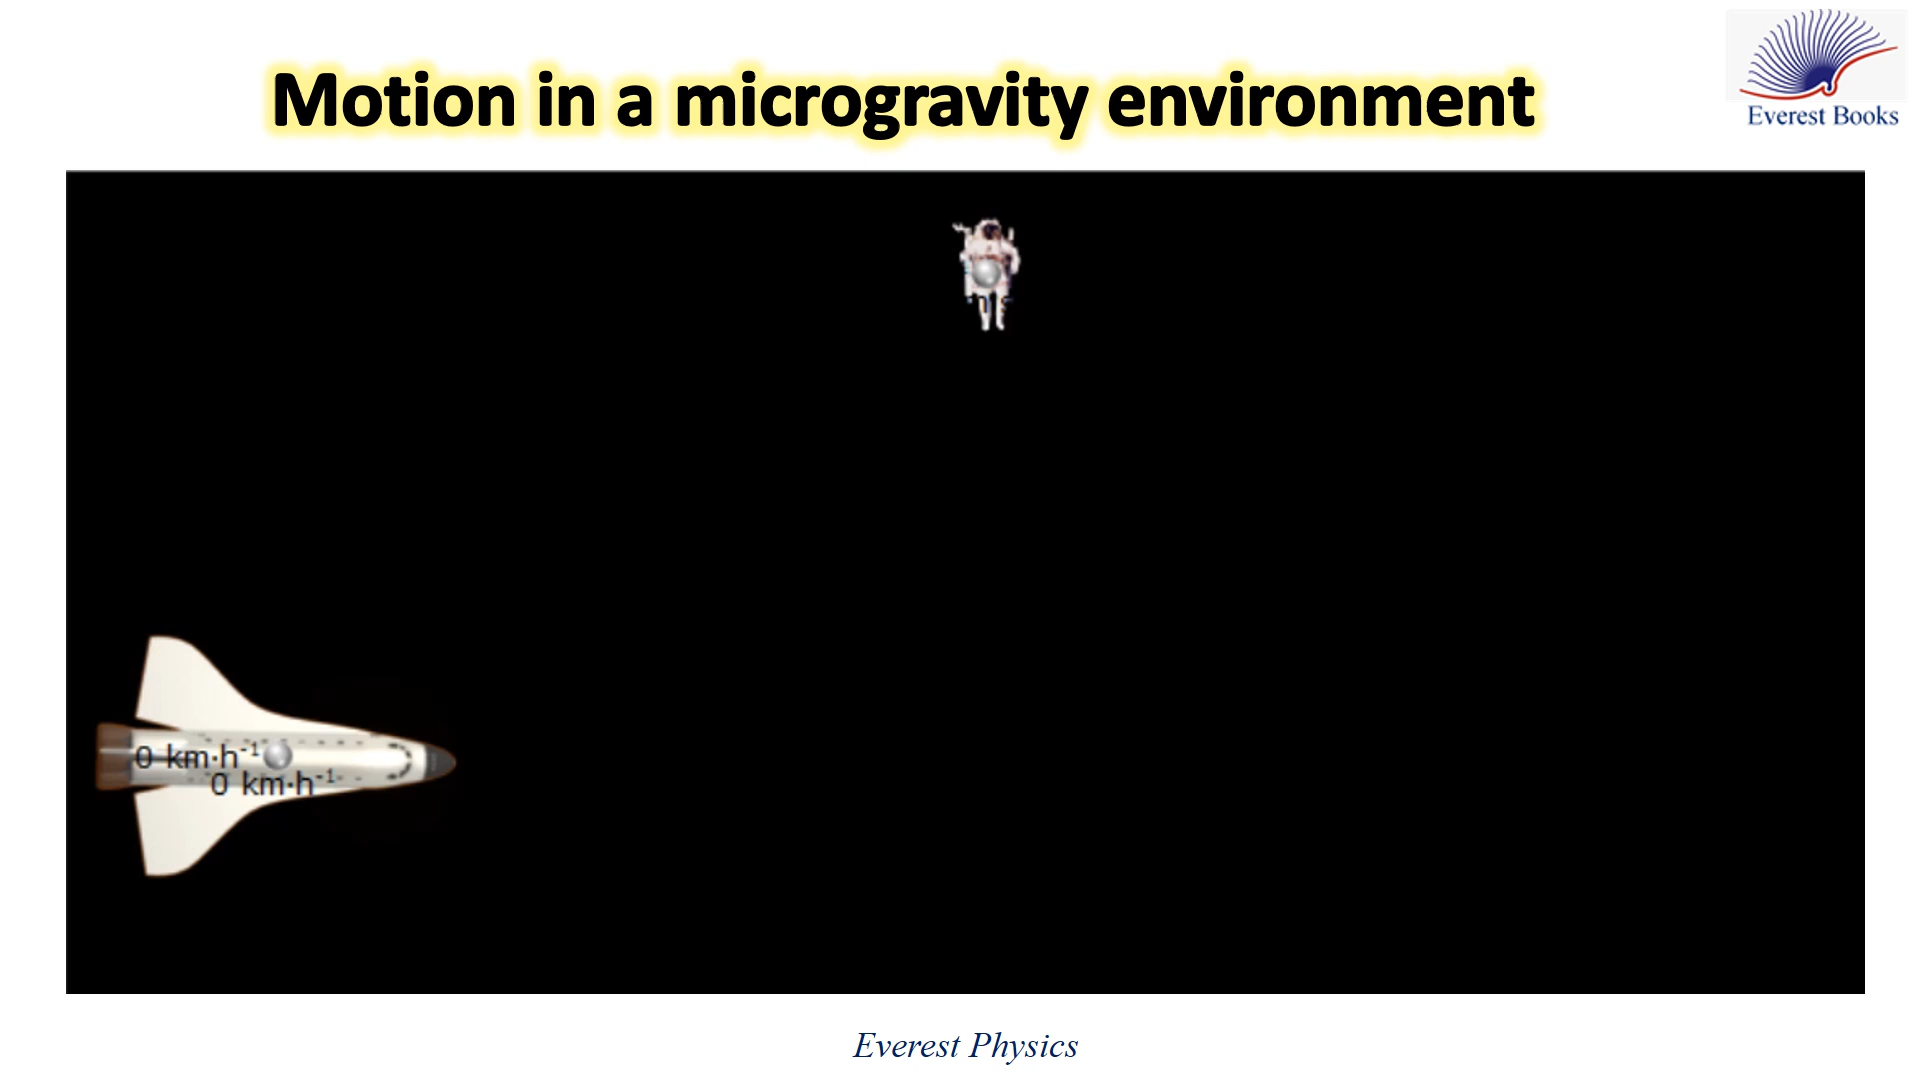 Motion in a microgravity environment
Everest Books
0 km·h⁻¹
0 km·h⁻¹
Everest Physics